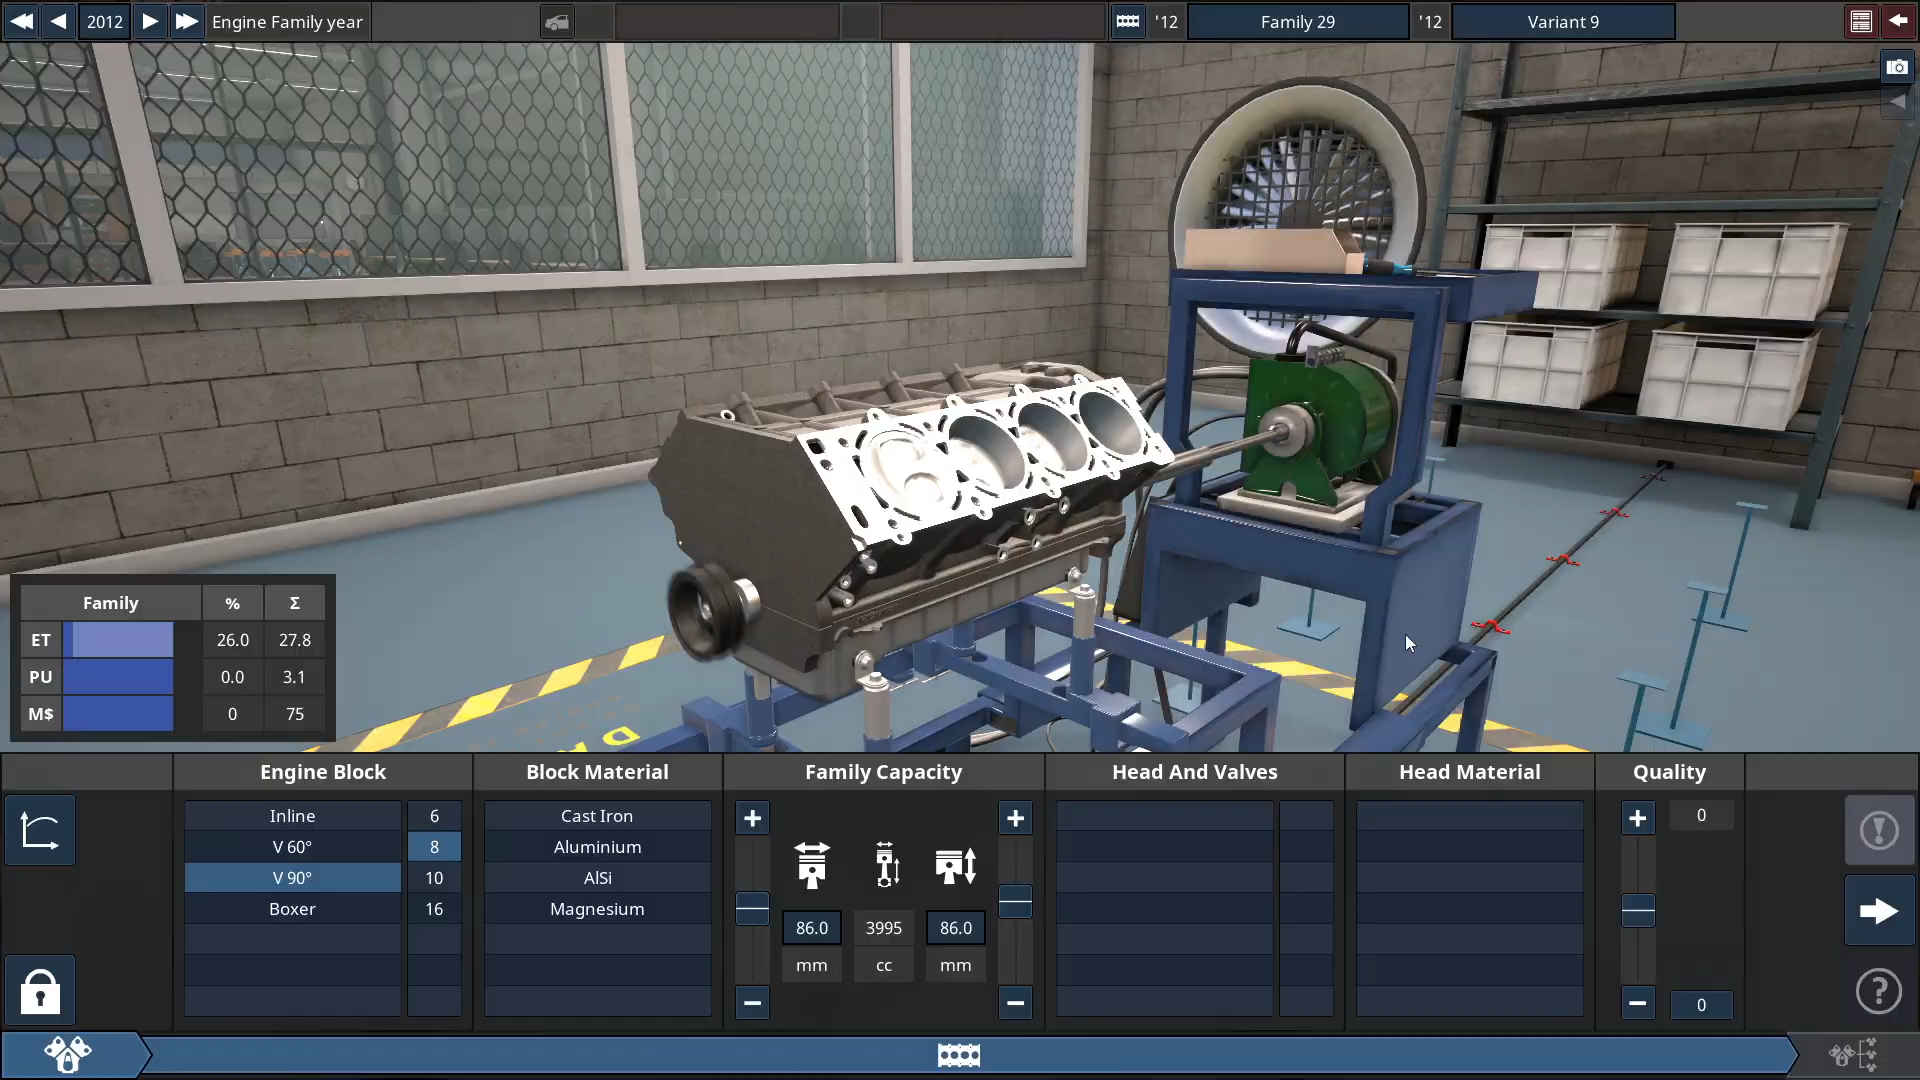 2012
Engine Family year
'12
Family 29
'12
Variant 9
Family % Σ
ET 26.0 27.8
PU 0.0 3.1
M$ 0 75
Engine Block
Inline 6
V 60° 8
V 90° 10
Boxer 16
Block Material
Cast Iron
Aluminium
AlSi
Magnesium
Family Capacity
86.0 3995 86.0
mm cc mm
Head And Valves
Head Material
Quality
0
0